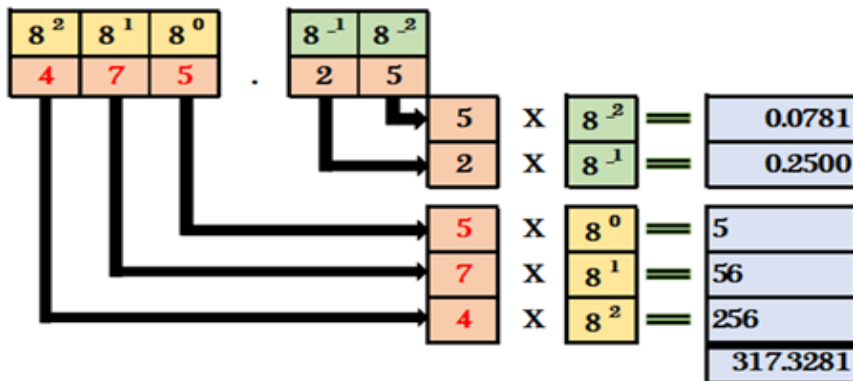 8² 8¹ 8⁰ 8⁻¹ 8⁻²
4 7 5 . 2 5
5 X 8⁻² = 0.0781
2 X 8⁻¹ = 0.2500
5 X 8⁰ = 5
7 X 8¹ = 56
4 X 8² = 256
317.3281